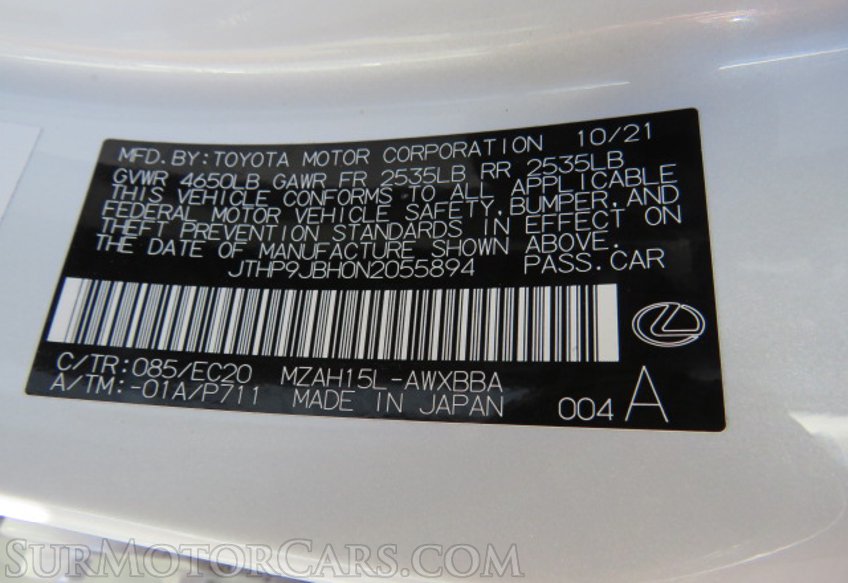 MFD.BY:TOYOTA MOTOR CORPORATION 10/21
GVWR 4650LB GAWR FR 2535LB RR 2535LB
THIS VEHICLE CONFORMS TO ALL APPLICABLE
FEDERAL MOTOR VEHICLE SAFETY,BUMPER,AND
THEFT PREVENTION STANDARDS IN EFFECT ON
THE DATE OF MANUFACTURE SHOWN ABOVE.
JTHP9JBH0N2055894 PASS.CAR
C/TR:085/EC20 MZAH15L-AWXBBA
A/TM:-01A/P711 MADE IN JAPAN 004 A
SURMOTORCARS.COM